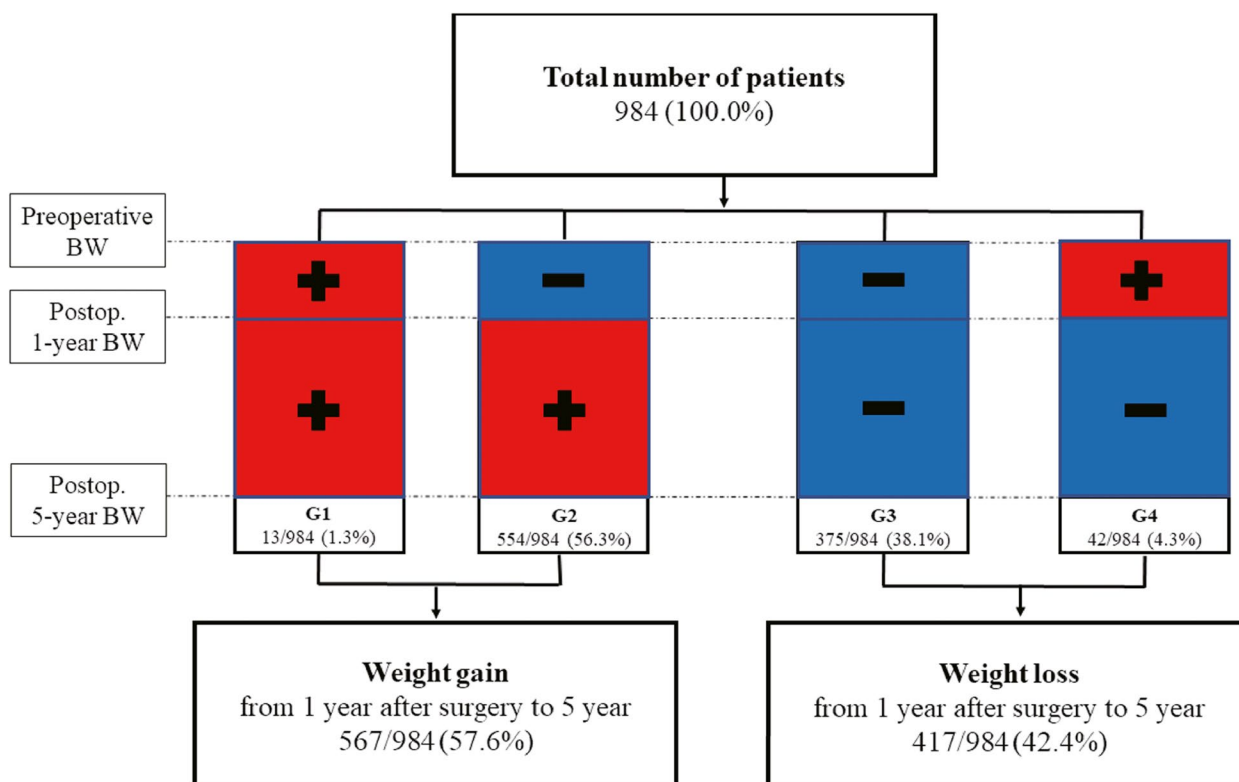 Total number of patients
984 (100.0%)
Preoperative
BW
Postop.
1-year BW
Postop.
5-year BW
+
-
-
+
+
+
-
-
G1
13/984 (1.3%)
G2
554/984 (56.3%)
G3
375/984 (38.1%)
G4
42/984 (4.3%)
Weight gain
from 1 year after surgery to 5 year
567/984 (57.6%)
Weight loss
from 1 year after surgery to 5 year
417/984 (42.4%)